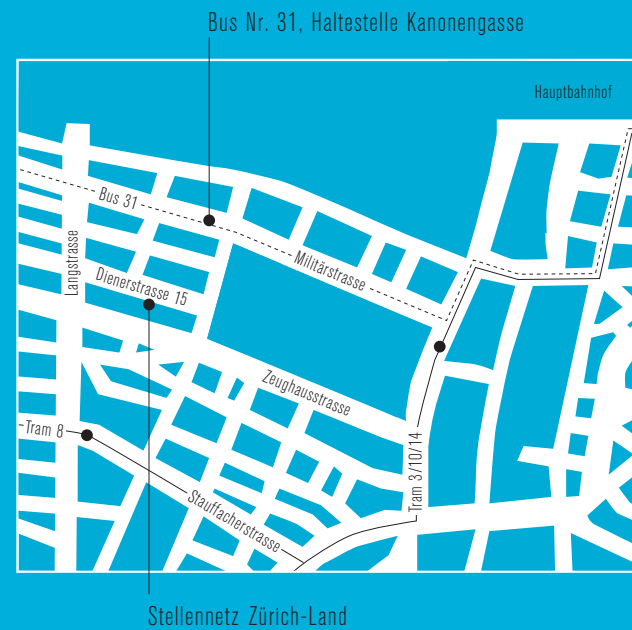 Bus Nr. 31, Haltestelle Kanonengasse
Hauptbahnhof
Bus 31
Langstrasse
Militärstrasse
Dienerstrasse 15
Zeughausstrasse
Tram 8
Tram 3/10/14
Stauffacherstrasse
Stellennetz Zürich-Land